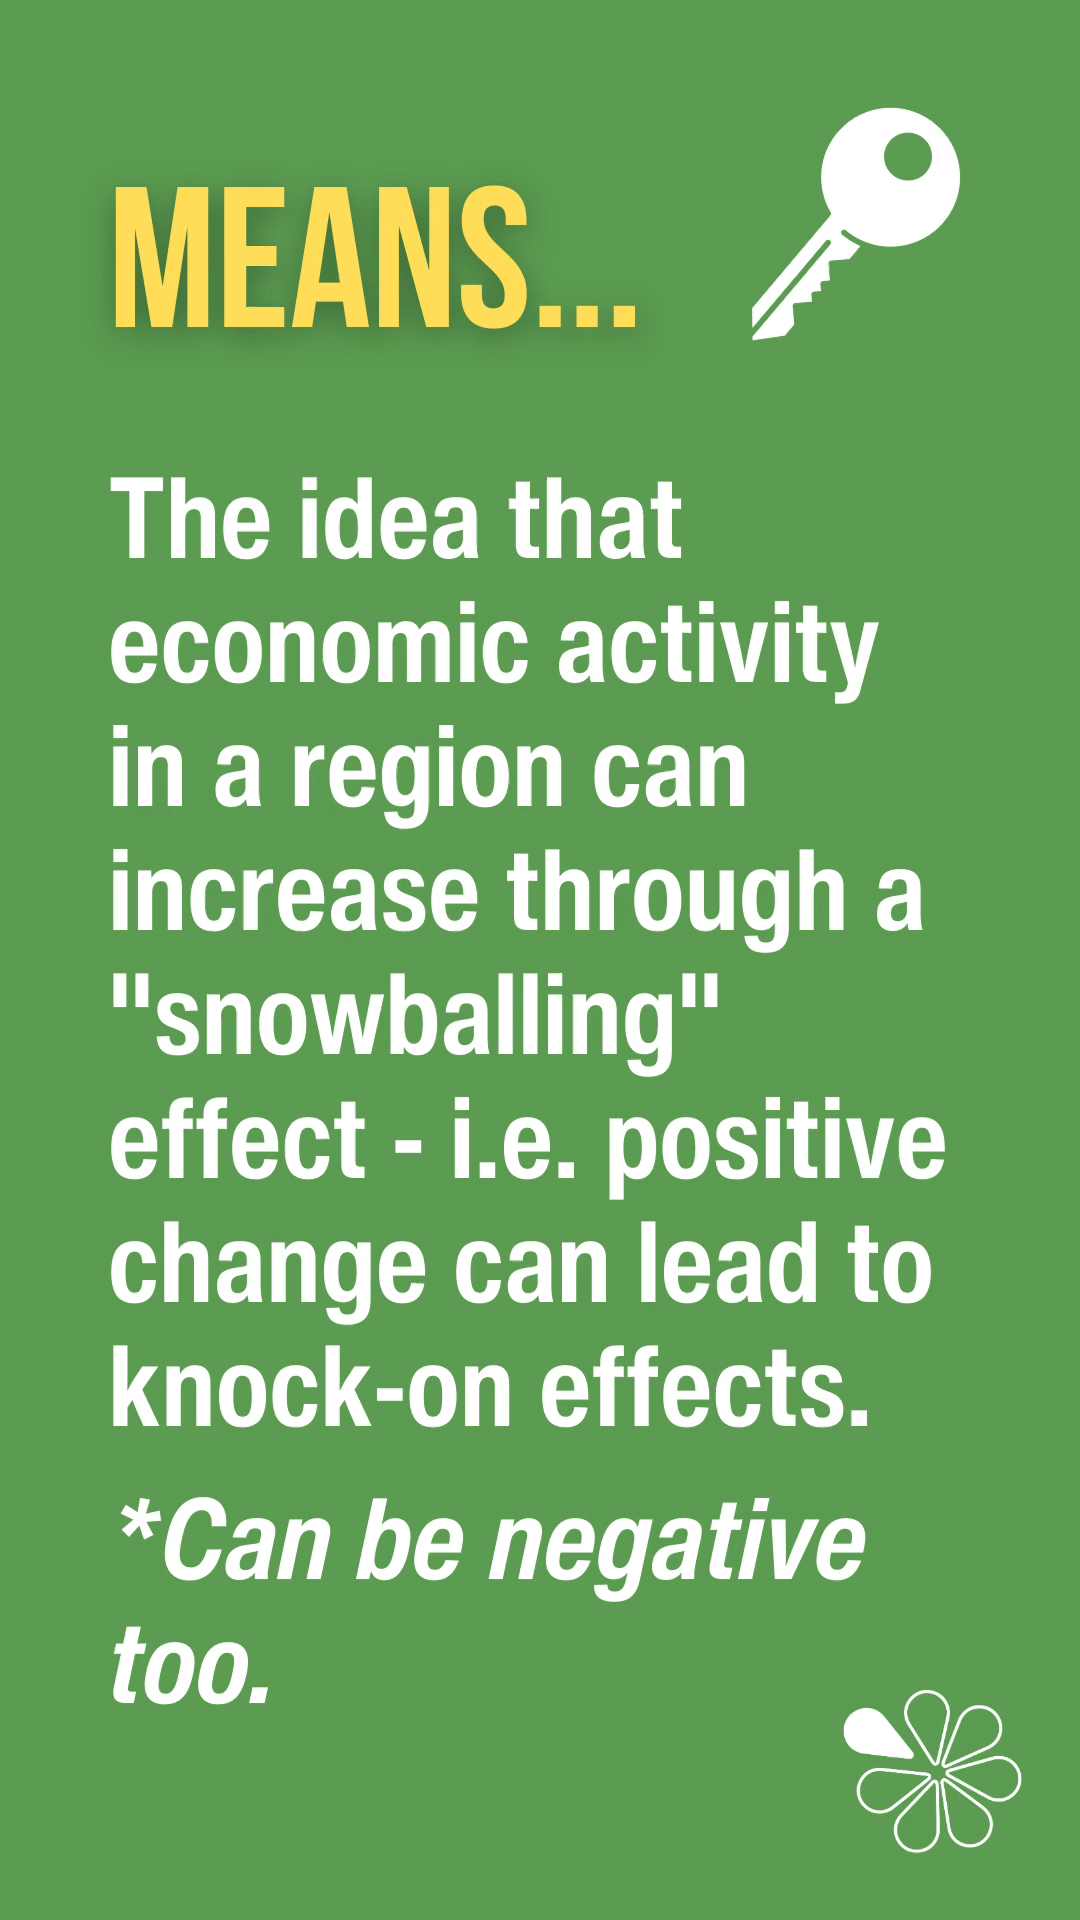 MEANS...
The idea that
economic activity
in a region can
increase through a
"snowballing"
effect - i.e. positive
change can lead to
knock-on effects.
*Can be negative
too.